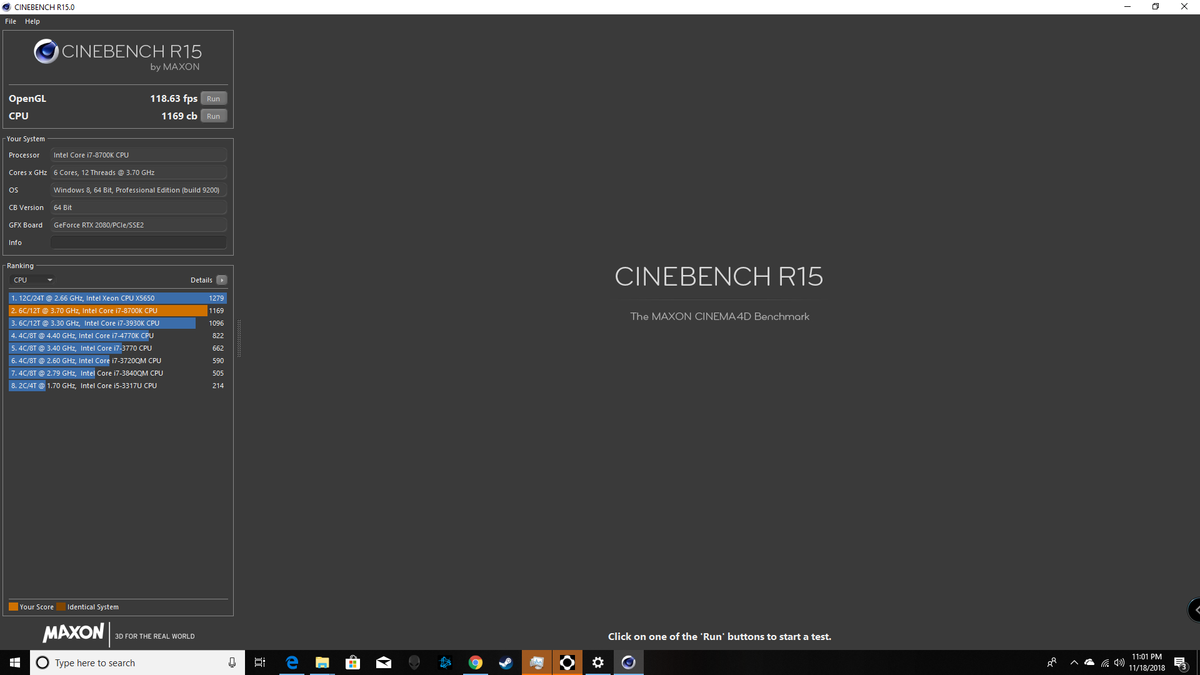 CINEBENCH R15.0
File Help
CINEBENCH R15
by MAXON
OpenGL 118.63 fps Run
CPU 1169 cb Run
Your System
Processor Intel Core i7-8700K CPU
Cores x GHz 6 Cores, 12 Threads @ 3.70 GHz
OS Windows 8, 64 Bit, Professional Edition (build 9200)
CB Version 64 Bit
GFX Board GeForce RTX 2080/PCIe/SSE2
Info
Ranking
CPU Details
1. 12C/24T @ 2.66 GHz, Intel Xeon CPU X5650 1279
2. 6C/12T @ 3.70 GHz, Intel Core i7-8700K CPU 1169
3. 6C/12T @ 3.30 GHz, Intel Core i7-3930K CPU 1096
4. 4C/8T @ 4.40 GHz, Intel Core i7-4770K CPU 822
5. 4C/8T @ 3.40 GHz, Intel Core i7-3770 CPU 662
6. 4C/8T @ 2.60 GHz, Intel Core i7-3720QM CPU 590
7. 4C/8T @ 2.79 GHz, Intel Core i7-3840QM CPU 505
8. 2C/4T @ 1.70 GHz, Intel Core i5-3317U CPU 214
Your Score Identical System
MAXON 3D FOR THE REAL WORLD
CINEBENCH R15
The MAXON CINEMA4D Benchmark
Click on one of the 'Run' buttons to start a test.
Type here to search
11:01 PM
11/18/2018
3